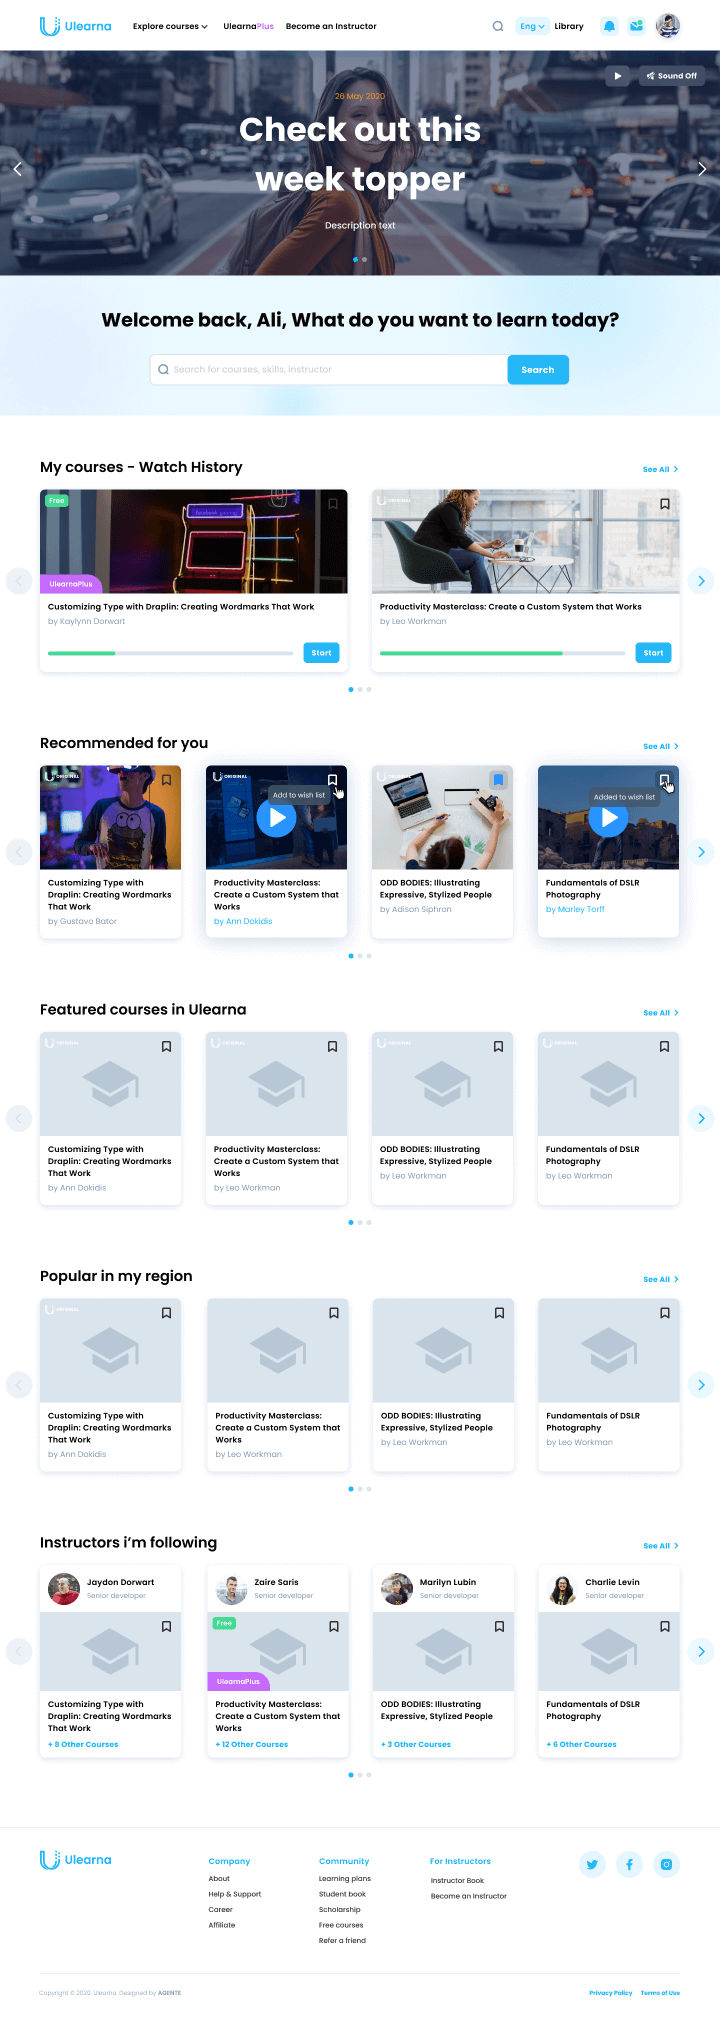 Ulearna
Explore courses
UlearnaPlus
Become an Instructor
Eng
Library
Sound Off
26 May 2020
Check out this
week topper
Description text
Welcome back, Ali, What do you want to learn today?
Search for courses, skills, instructor
Search
My courses - Watch History
See All
Free
UlearnaPlus
Customizing Type with Draplin: Creating Wordmarks That Work
by Kaylynn Dorwart
Start
ORIGINAL
Productivity Masterclass: Create a Custom System that Works
by Leo Workman
Start
Recommended for you
See All
ORIGINAL
Customizing Type with
Draplin: Creating Wordmarks
That Work
by Gustavo Bator
ORIGINAL
Add to wish list
Productivity Masterclass:
Create a Custom System that
Works
by Ann Dokidis
ORIGINAL
ODD BODIES: Illustrating
Expressive, Stylized People
by Adison Siphron
Added to wish list
Fundamentals of DSLR
Photography
by Marley Torff
Featured courses in Ulearna
See All
ORIGINAL
Customizing Type with
Draplin: Creating Wordmarks
That Work
by Ann Dokidis
ORIGINAL
Productivity Masterclass:
Create a Custom System that
Works
by Leo Workman
ORIGINAL
ODD BODIES: Illustrating
Expressive, Stylized People
by Leo Workman
ORIGINAL
Fundamentals of DSLR
Photography
by Leo Workman
Popular in my region
See All
ORIGINAL
Customizing Type with
Draplin: Creating Wordmarks
That Work
by Ann Dokidis
Productivity Masterclass:
Create a Custom System that
Works
by Leo Workman
ODD BODIES: Illustrating
Expressive, Stylized People
by Leo Workman
Fundamentals of DSLR
Photography
by Leo Workman
Instructors i'm following
See All
Jaydon Dorwart
Senior developer
Customizing Type with
Draplin: Creating Wordmarks
That Work
+ 8 Other Courses
Zaire Saris
Senior developer
Free
UlearnaPlus
Productivity Masterclass:
Create a Custom System that
Works
+ 12 Other Courses
Marilyn Lubin
Senior developer
ODD BODIES: Illustrating
Expressive, Stylized People
+ 3 Other Courses
Charlie Levin
Senior developer
Fundamentals of DSLR
Photography
+ 6 Other Courses
Ulearna
Company
About
Help & Support
Career
Affiliate
Community
Learning plans
Student book
Scholarship
Free courses
Refer a friend
For Instructors
Instructor Book
Become an Instructor
Copyright © 2020. Ulearna. Designed by AGENTE
Privacy Policy
Terms of Use